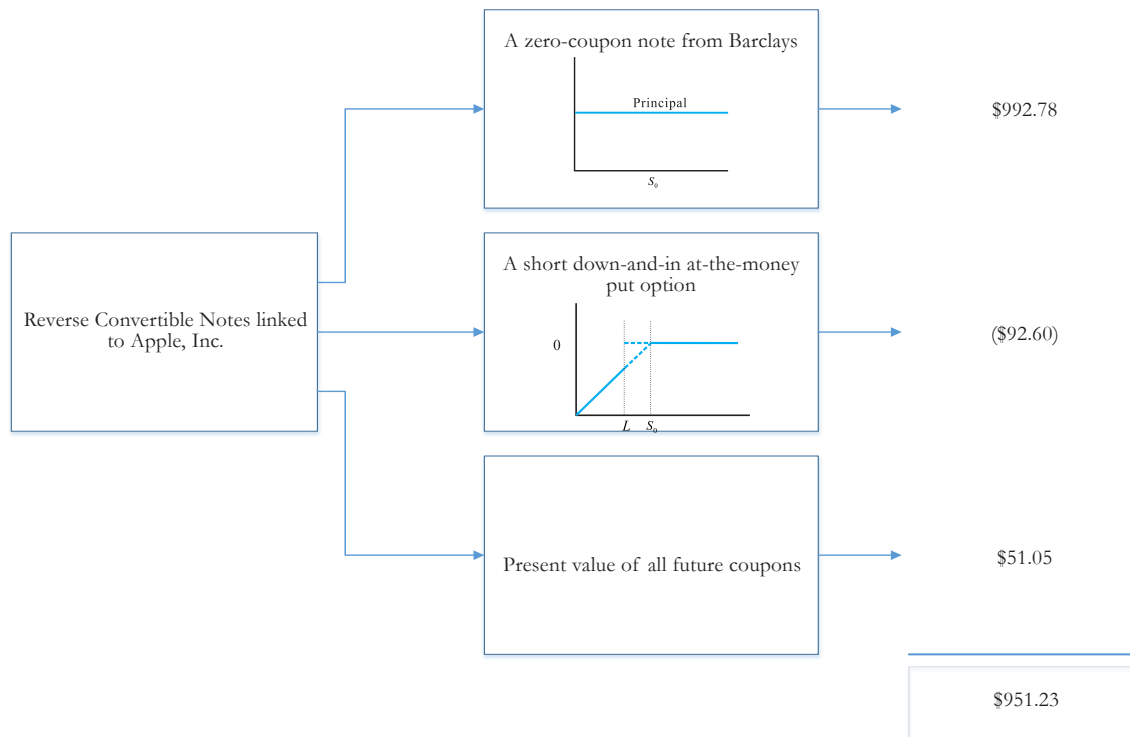 A zero-coupon note from Barclays
Principal
S₀
$992.78
Reverse Convertible Notes linked
to Apple, Inc.
A short down-and-in at-the-money
put option
0
L S₀
($92.60)
Present value of all future coupons
$51.05
$951.23